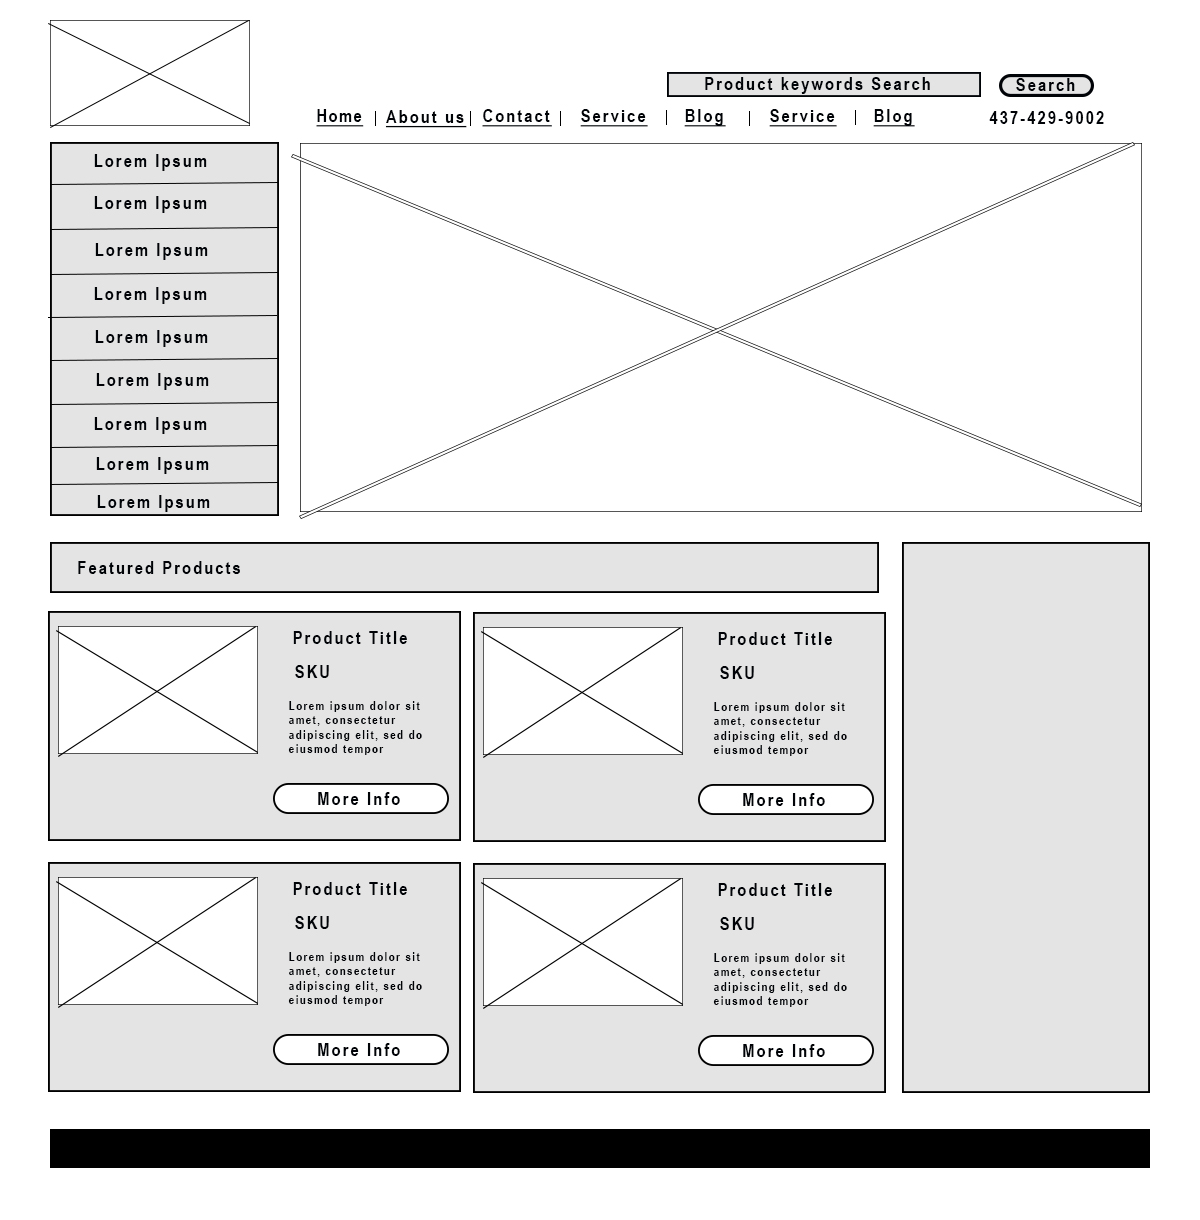 Product keywords Search
Search
Home | About us | Contact | Service | Blog | Service | Blog
437-429-9002
Lorem Ipsum
Lorem Ipsum
Lorem Ipsum
Lorem Ipsum
Lorem Ipsum
Lorem Ipsum
Lorem Ipsum
Lorem Ipsum
Lorem Ipsum
Featured Products
Product Title
SKU
Lorem ipsum dolor sit
amet, consectetur
adipiscing elit, sed do
eiusmod tempor
More Info
Product Title
SKU
Lorem ipsum dolor sit
amet, consectetur
adipiscing elit, sed do
eiusmod tempor
More Info
Product Title
SKU
Lorem ipsum dolor sit
amet, consectetur
adipiscing elit, sed do
eiusmod tempor
More Info
Product Title
SKU
Lorem ipsum dolor sit
amet, consectetur
adipiscing elit, sed do
eiusmod tempor
More Info